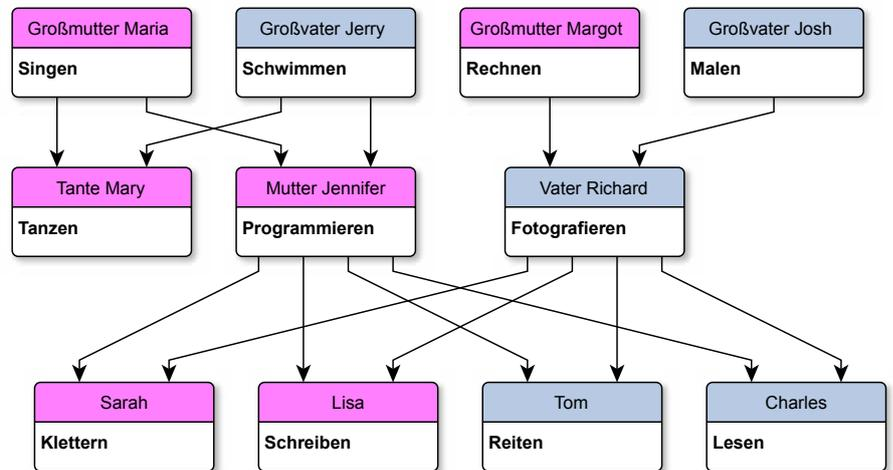 Großmutter Maria
Singen
Großvater Jerry
Schwimmen
Großmutter Margot
Rechnen
Großvater Josh
Malen
Tante Mary
Tanzen
Mutter Jennifer
Programmieren
Vater Richard
Fotografieren
Sarah
Klettern
Lisa
Schreiben
Tom
Reiten
Charles
Lesen